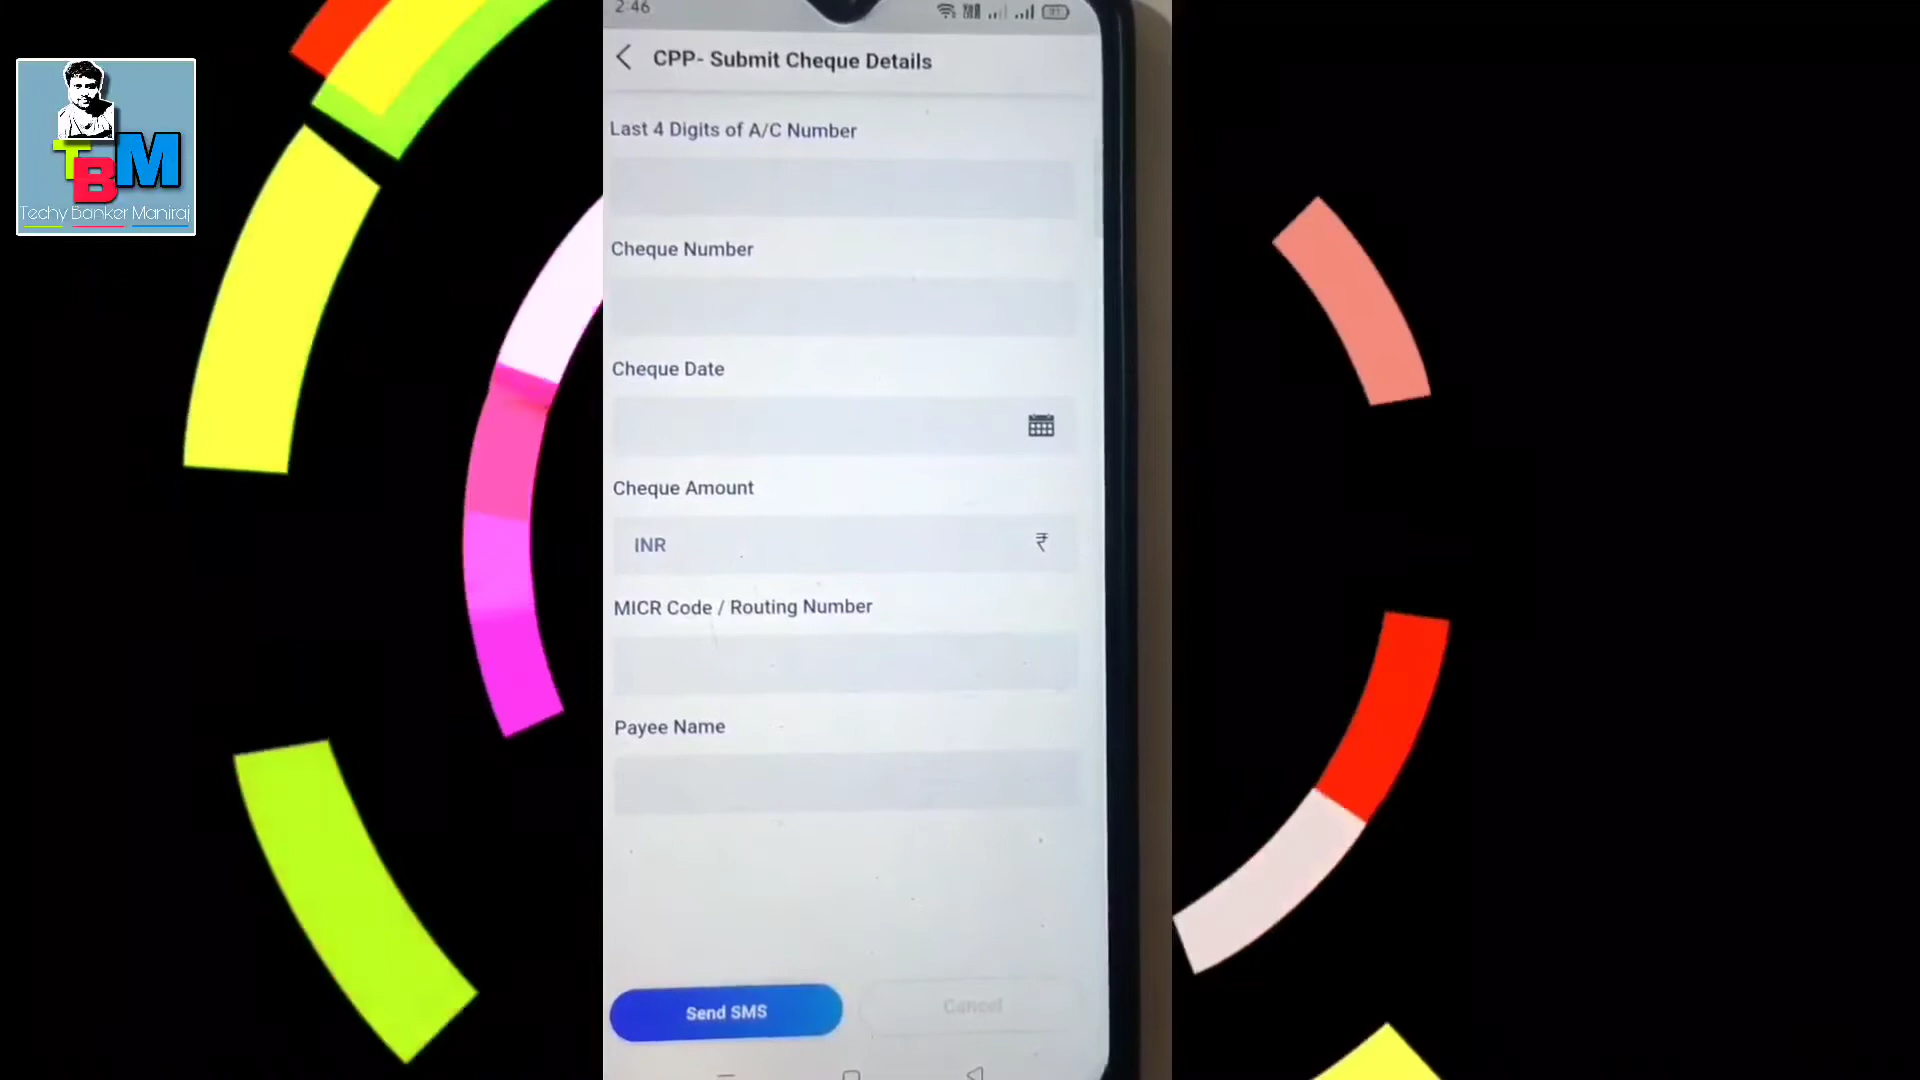 2:46
CPP- Submit Cheque Details
TBM
Techy Banker Maniraj
Last 4 Digits of A/C Number
Cheque Number
Cheque Date
Cheque Amount
INR ₹
MICR Code / Routing Number
Payee Name
Send SMS
Cancel